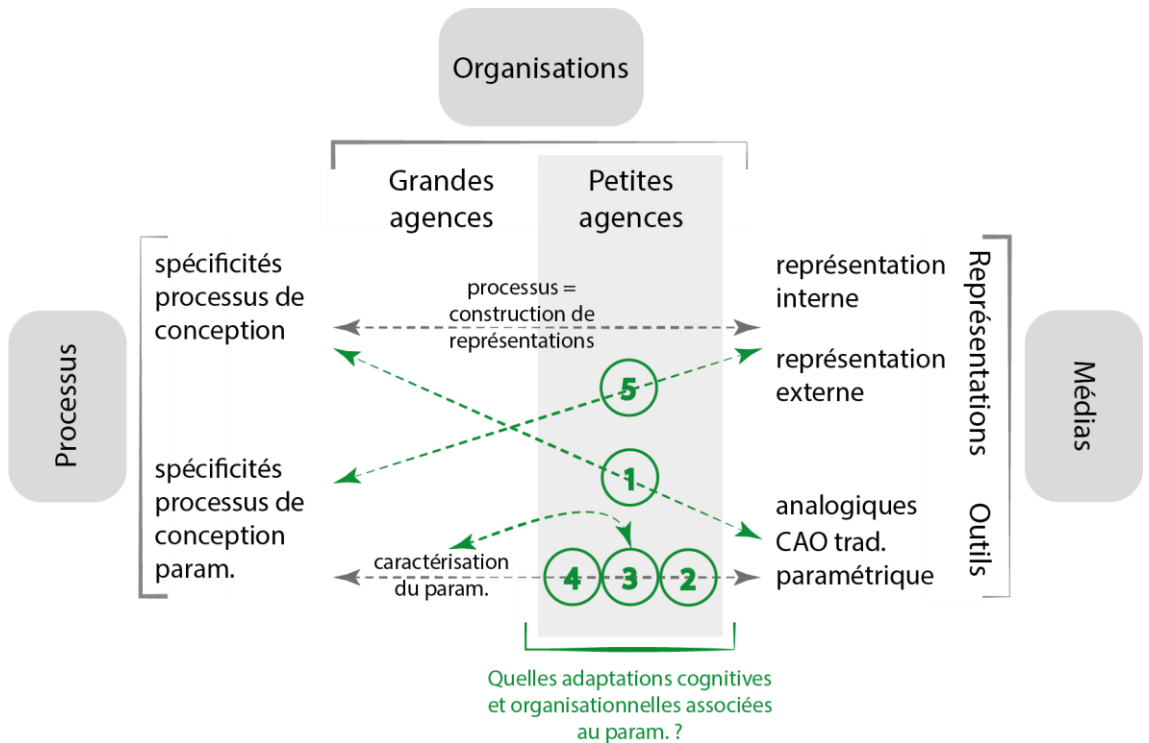 Organisations
Grandes
agences
Petites
agences
Processus
spécificités
processus de
conception
processus =
construction de
représentations
représentation
interne
représentation
externe
Représentations
Médias
5
1
spécificités
processus de
conception
param.
caractérisation
du param.
4
3
2
analogiques
CAO trad.
paramétrique
Outils
Quelles adaptations cognitives
et organisationnelles associées
au param. ?